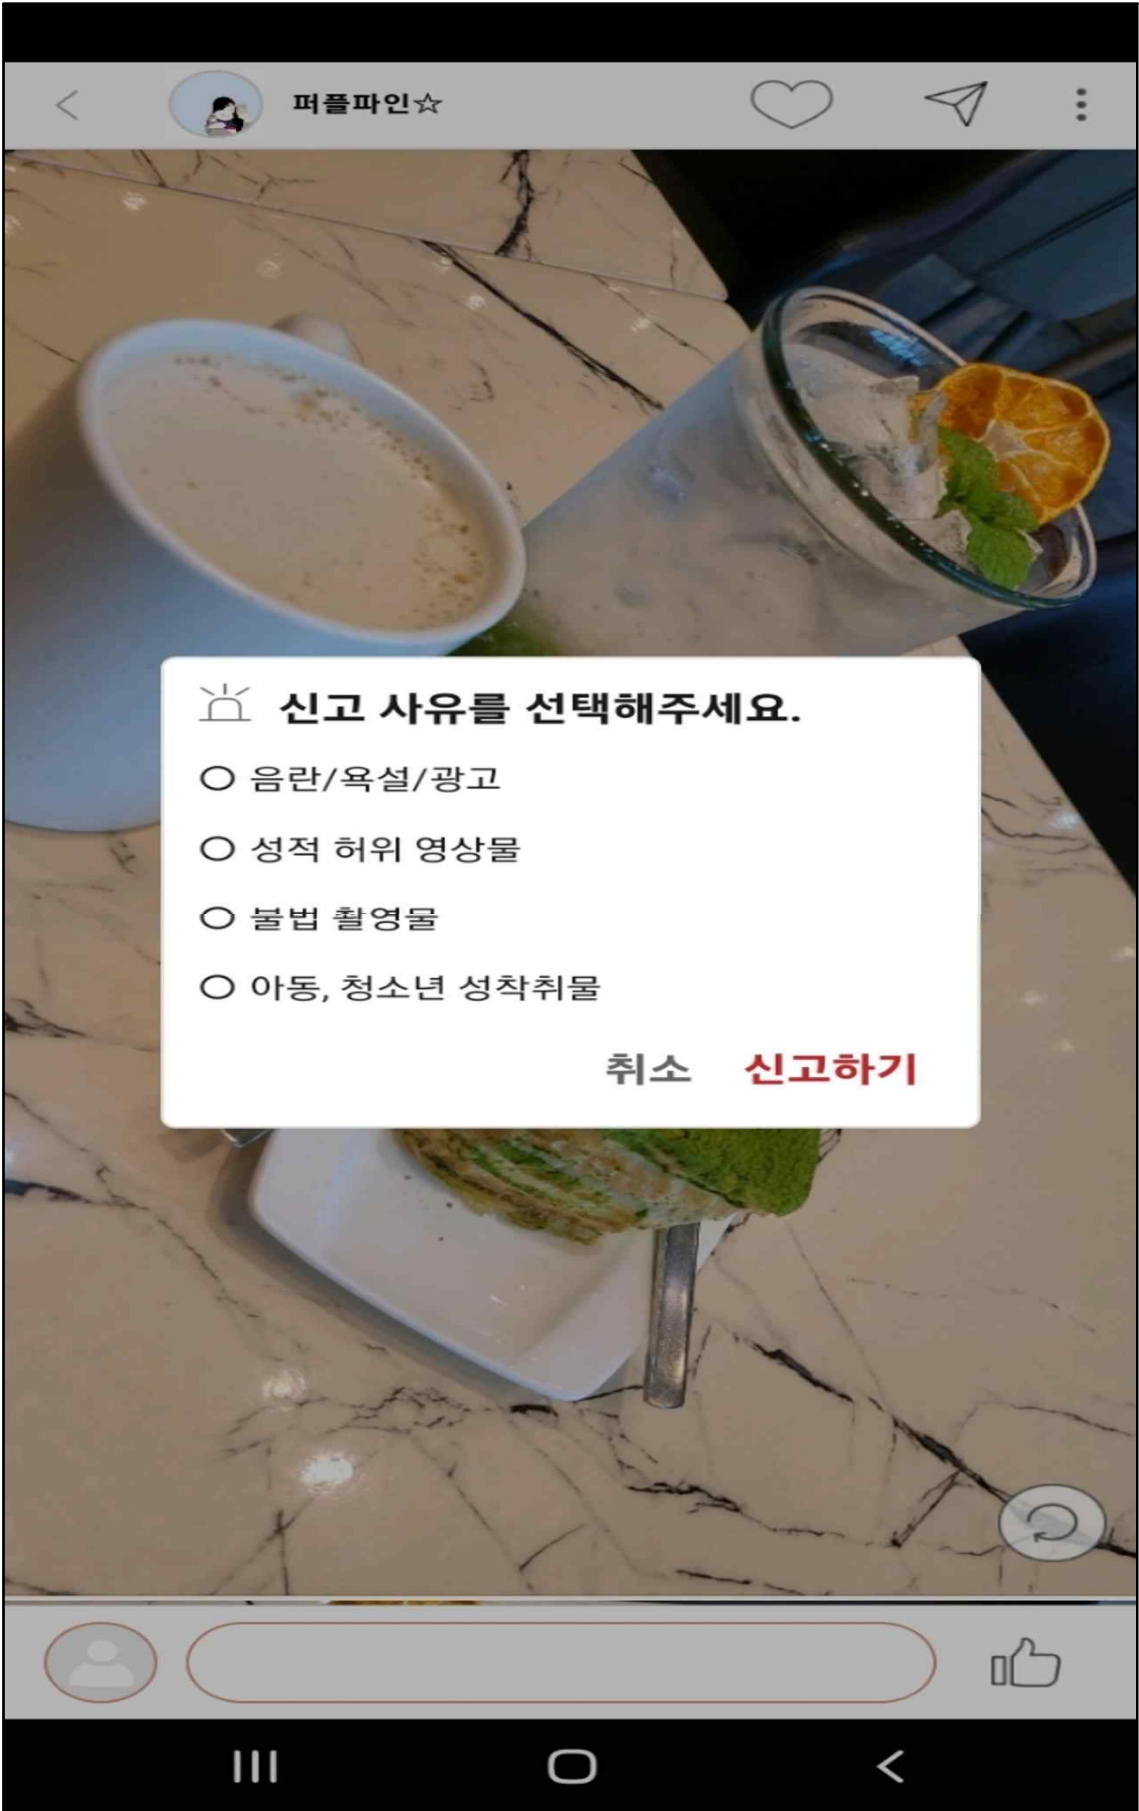 퍼플파인☆
신고 사유를 선택해주세요.
음란/욕설/광고
성적 허위 영상물
불법 촬영물
아동, 청소년 성착취물
취소 신고하기